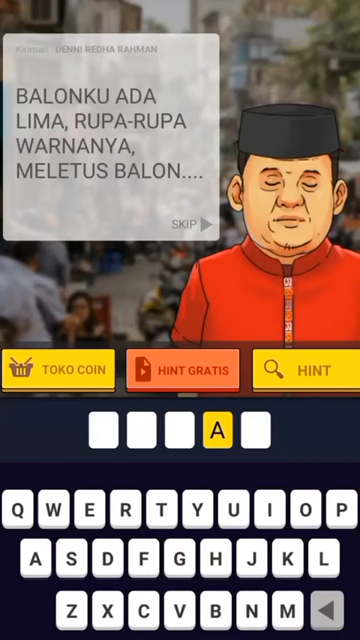 Kiriman : DENNI REDHA RAHMAN
BALONKU ADA
LIMA, RUPA-RUPA
WARNANYA,
MELETUS BALON....
SKIP
TOKO COIN
HINT GRATIS
HINT
A
Q W E R T Y U I O P
A S D F G H J K L
Z X C V B N M